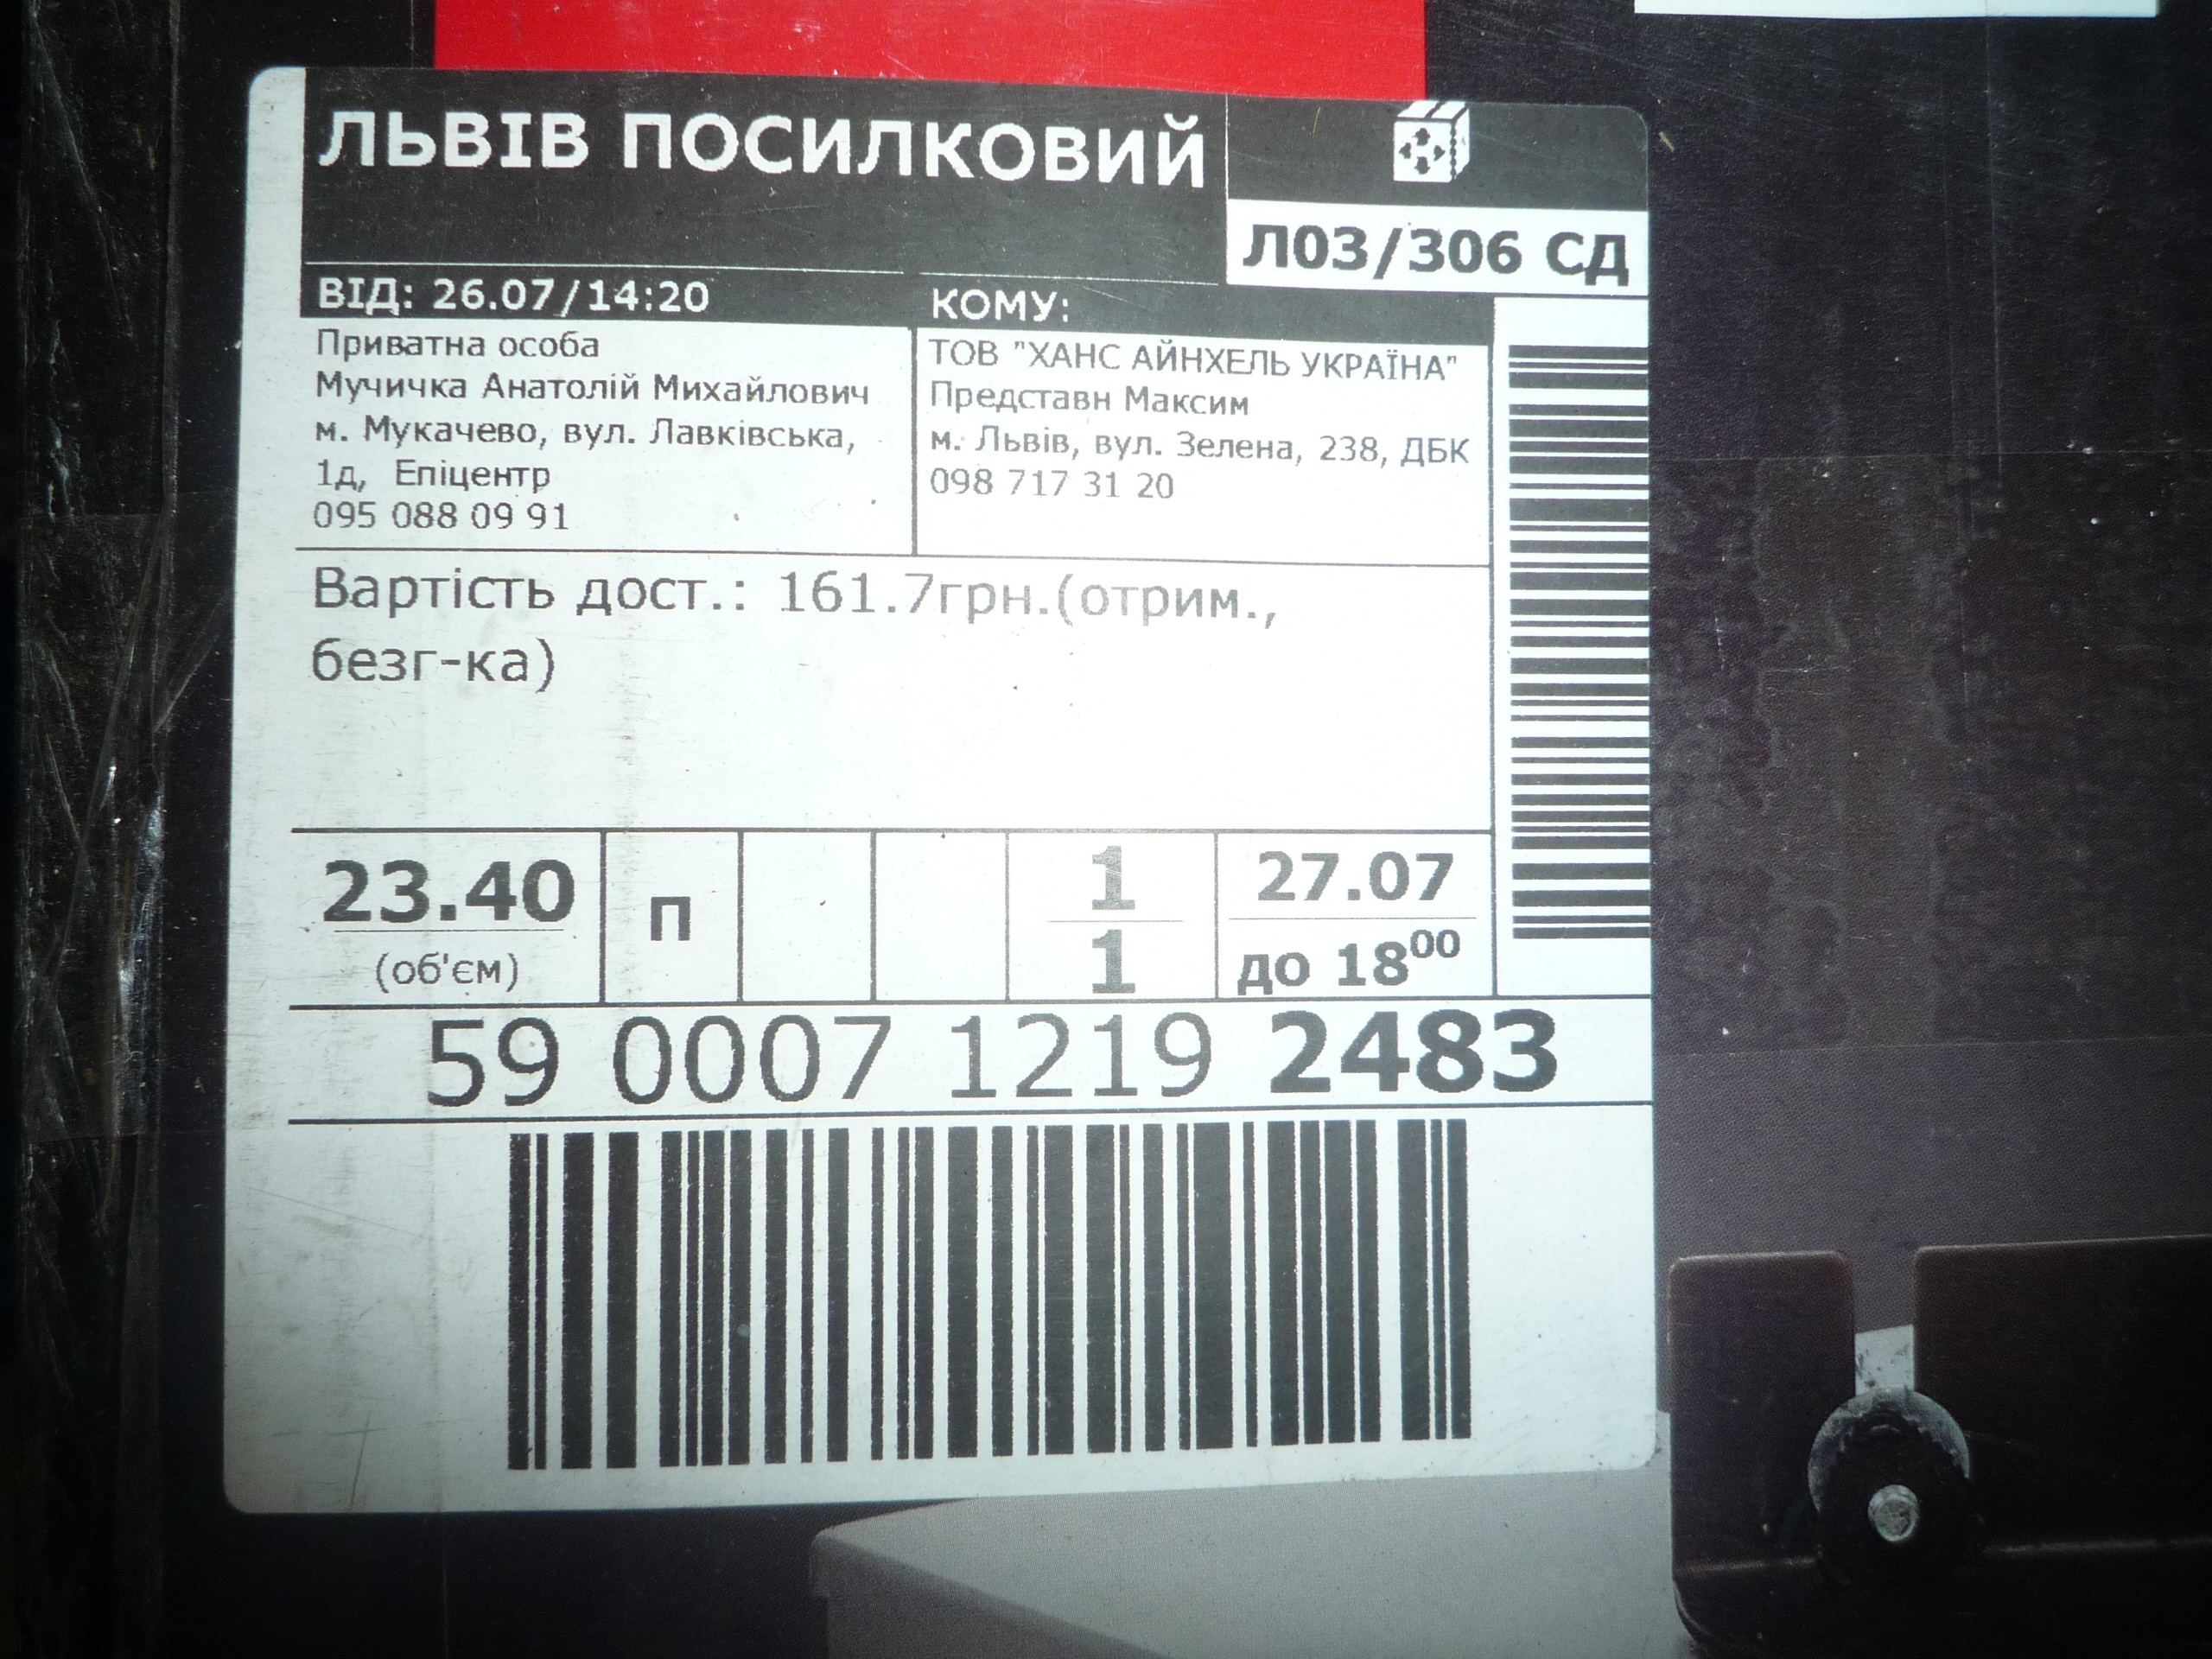 ЛЬВІВ ПОСИЛКОВИЙ
Л03/306 СД
ВІД: 26.07/14:20
Приватна особа
Мучичка Анатолій Михайлович
м. Мукачево, вул. Лавківська,
1д, Епіцентр
095 088 09 91
КОМУ:
ТОВ "ХАНС АЙНХЕЛЬ УКРАЇНА"
Представн Максим
м. Львів, вул. Зелена, 238, ДБК
098 717 31 20
Вартість дост.: 161.7грн.(отрим.,
безг-ка)
23.40
(об'єм)
п
1
1
27.07
до 18⁰⁰
59 0007 1219 2483